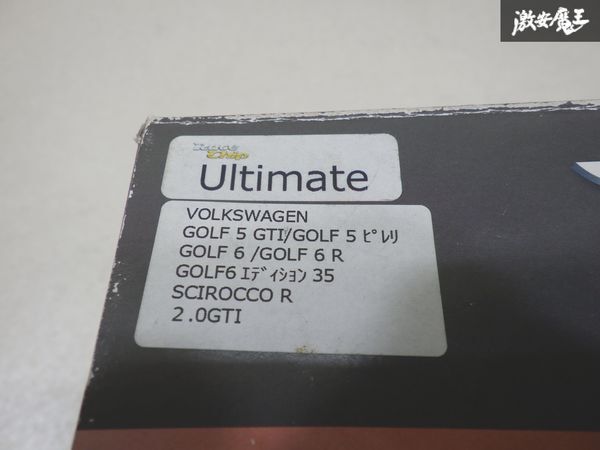 激安魔王
Ultimate
VOLKSWAGEN
GOLF 5 GTI/GOLF 5 ﾋﾟﾚﾘ
GOLF 6 /GOLF 6 R
GOLF6 ｴﾃﾞｨｼｮﾝ 35
SCIROCCO R
2.0GTI